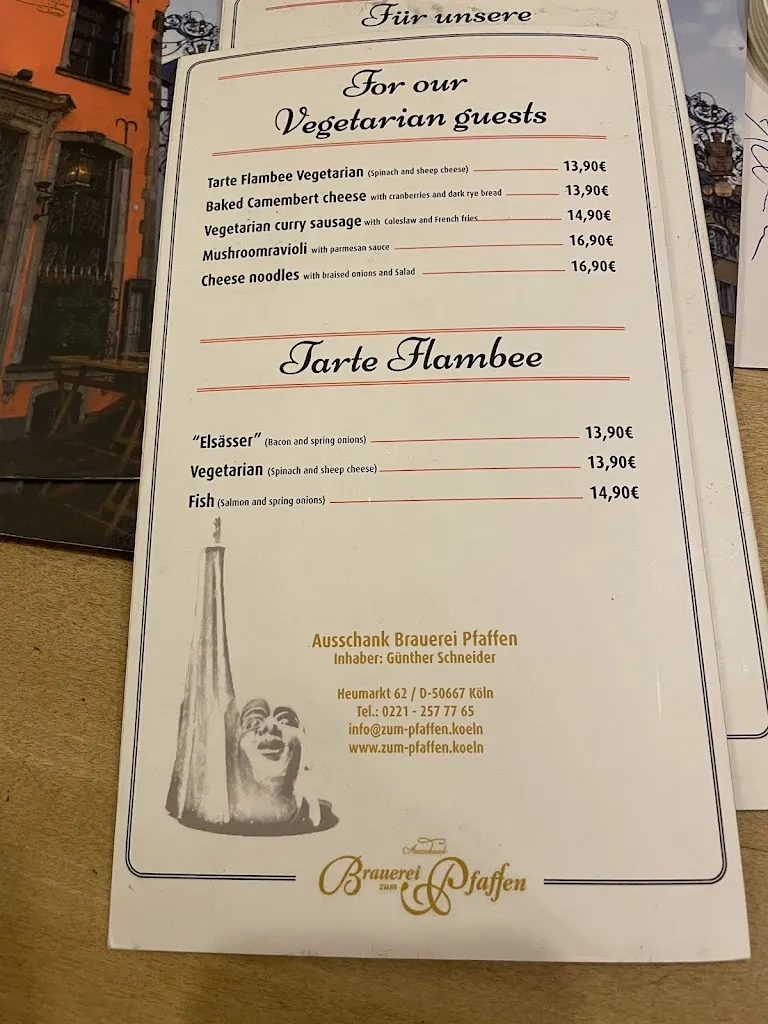 Für unsere
For our
Vegetarian guests
Tarte Flambee Vegetarian (Spinach and sheep cheese) 13,90€
Baked Camembert cheese with cranberries and dark rye bread 13,90€
Vegetarian curry sausage with Coleslaw and French fries 14,90€
Mushroomravioli with parmesan sauce 16,90€
Cheese noodles with braised onions and Salad 16,90€
Tarte Flambee
"Elsässer" (Bacon and spring onions) 13,90€
Vegetarian (Spinach and sheep cheese) 13,90€
Fish (Salmon and spring onions) 14,90€
Ausschank Brauerei Pfaffen
Inhaber: Günther Schneider
Heumarkt 62 / D-50667 Köln
Tel.: 0221 - 257 77 65
info@zum-pfaffen.koeln
www.zum-pfaffen.koeln
Ausschank
Brauerei zum Pfaffen